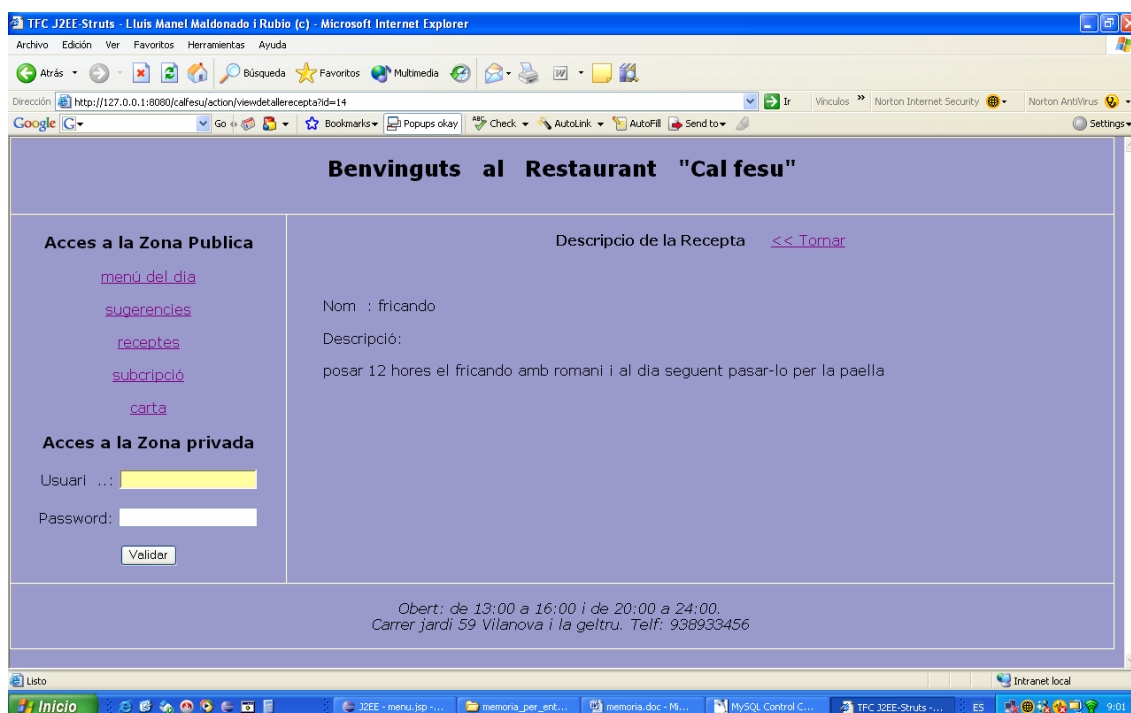 TFC J2EE-Struts - Lluis Manel Maldonado i Rubio (c) - Microsoft Internet Explorer
Archivo Edición Ver Favoritos Herramientas Ayuda
Atrás Búsqueda Favoritos Multimedia
Dirección http://127.0.0.1:8080/calfesu/action/viewdetallerecepta?id=14 Ir Vínculos » Norton Internet Security Norton AntiVirus
Google G Go Bookmarks Popups okay ABC Check AutoLink AutoFill Send to Settings
Benvinguts al Restaurant "Cal fesu"
Acces a la Zona Publica
menú del dia
sugerencies
receptes
subcripció
carta
Acces a la Zona privada
Usuari ..:
Password:
Validar
Descripcio de la Recepta << Tornar
Nom : fricando
Descripció:
posar 12 hores el fricando amb romani i al dia seguent pasar-lo per la paella
Obert: de 13:00 a 16:00 i de 20:00 a 24:00.
Carrer jardi 59 Vilanova i la geltru. Telf: 938933456
Listo Intranet local
Inicio J2EE - menu.jsp -... memoria_per_ent... memoria.doc - Mi... MySQL Control C... TFC J2EE-Struts -... ES 9:01